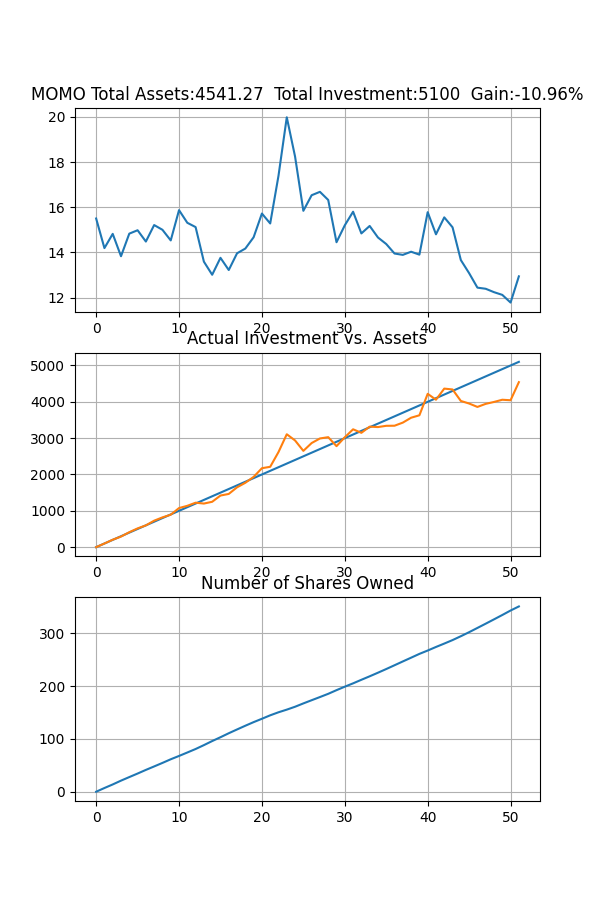 MOMO Total Assets:4541.27  Total Investment:5100  Gain:-10.96%
20
18
16
14
12
0 10 20 30 40 50
Actual Investment vs. Assets
5000
4000
3000
2000
1000
0
0 10 20 30 40 50
Number of Shares Owned
300
200
100
0
0 10 20 30 40 50